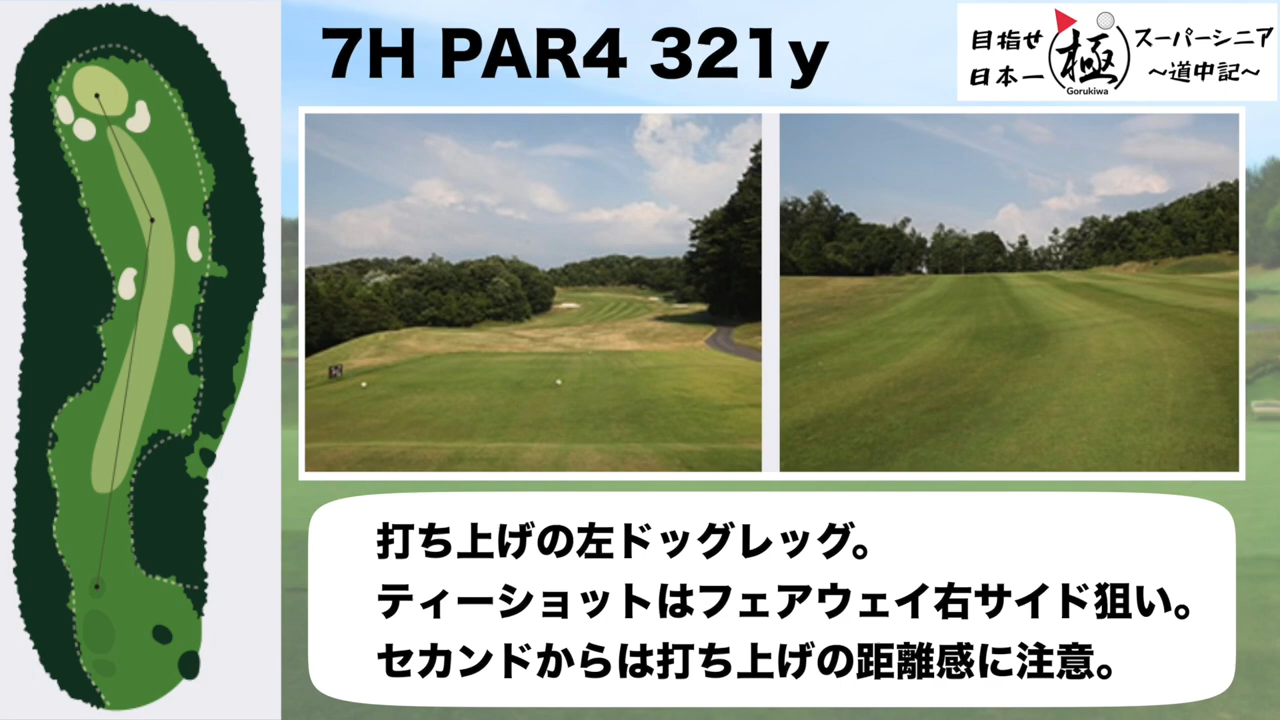 7H PAR4 321y
目指せ
日本一
極
Gorukiwa
スーパーシニア
〜道中記〜
打ち上げの左ドッグレッグ。
ティーショットはフェアウェイ右サイド狙い。
セカンドからは打ち上げの距離感に注意。